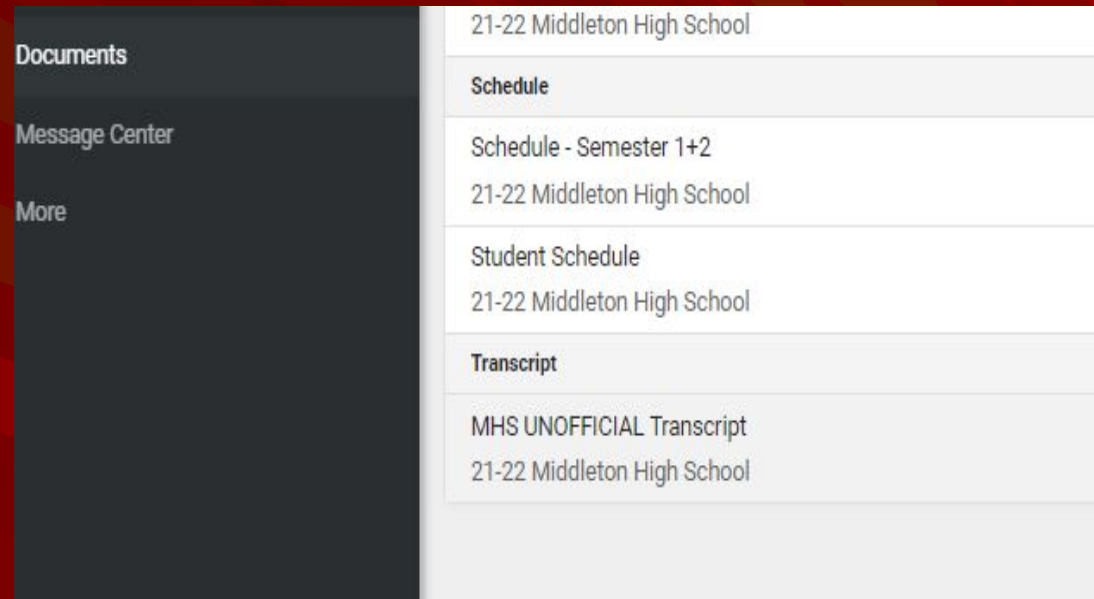 Documents
Message Center
More
21-22 Middleton High School
Schedule
Schedule - Semester 1+2
21-22 Middleton High School
Student Schedule
21-22 Middleton High School
Transcript
MHS UNOFFICIAL Transcript
21-22 Middleton High School